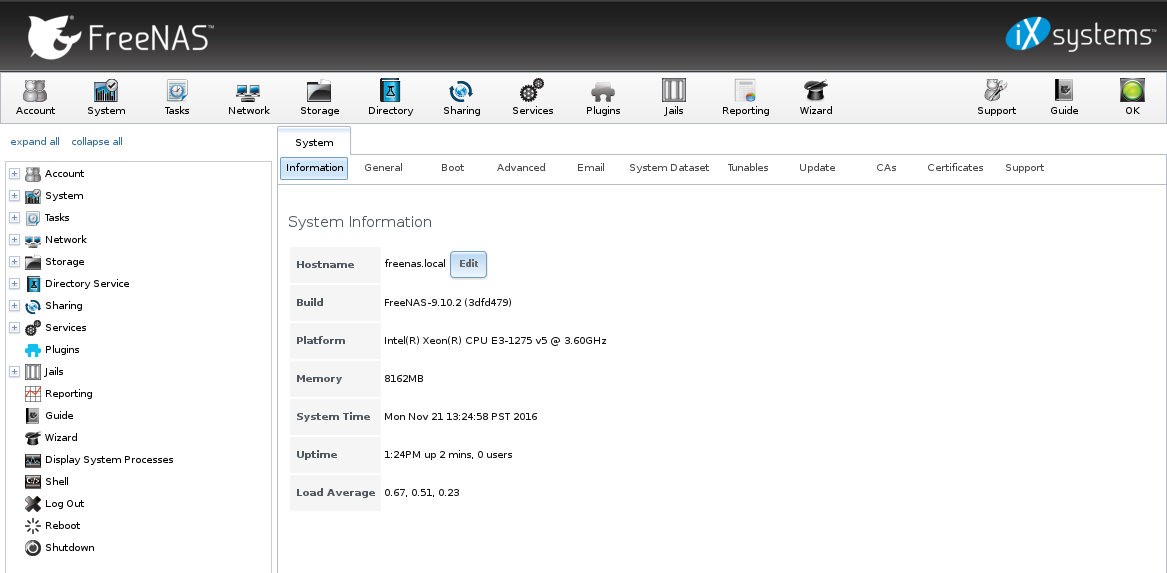 FreeNAS™
iXsystems™
Account System Tasks Network Storage Directory Sharing Services Plugins Jails Reporting Wizard Support Guide OK
expand all collapse all
Account
System
Tasks
Network
Storage
Directory Service
Sharing
Services
Plugins
Jails
Reporting
Guide
Wizard
Display System Processes
Shell
Log Out
Reboot
Shutdown
System
Information General Boot Advanced Email System Dataset Tunables Update CAs Certificates Support
System Information
Hostname freenas.local Edit
Build FreeNAS-9.10.2 (3dfd479)
Platform Intel(R) Xeon(R) CPU E3-1275 v5 @ 3.60GHz
Memory 8162MB
System Time Mon Nov 21 13:24:58 PST 2016
Uptime 1:24PM up 2 mins, 0 users
Load Average 0.67, 0.51, 0.23